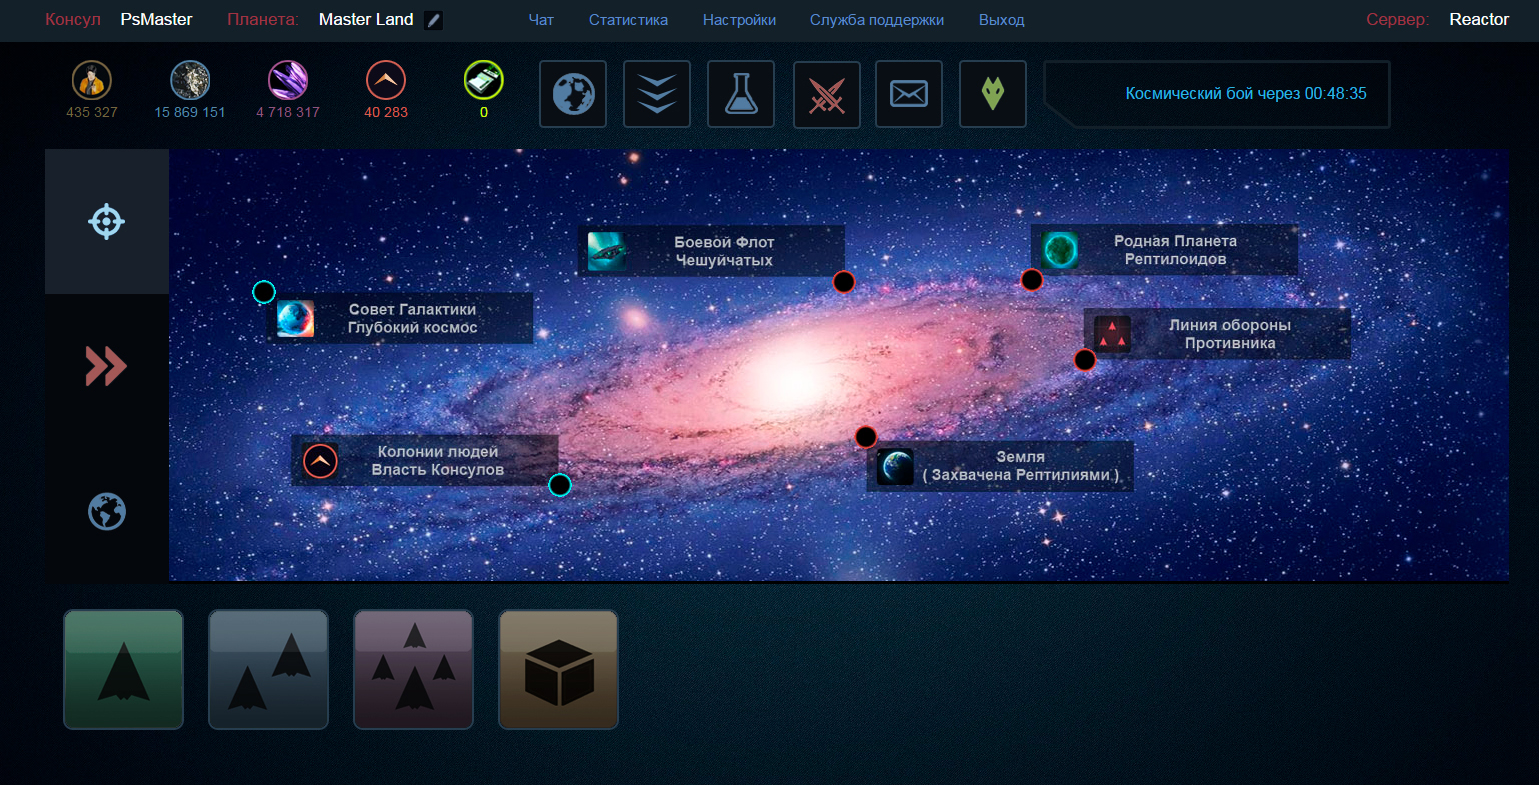 Консул PsMaster Планета: Master Land Чат Статистика Настройки Служба поддержки Выход Сервер: Reactor
435 327 15 869 151 4 718 317 40 283 0
Космический бой через 00:48:35
Боевой Флот
Чешуйчатых
Родная Планета
Рептилоидов
Совет Галактики
Глубокий космос
Линия обороны
Противника
Колонии людей
Власть Консулов
Земля
( Захвачена Рептилиями )